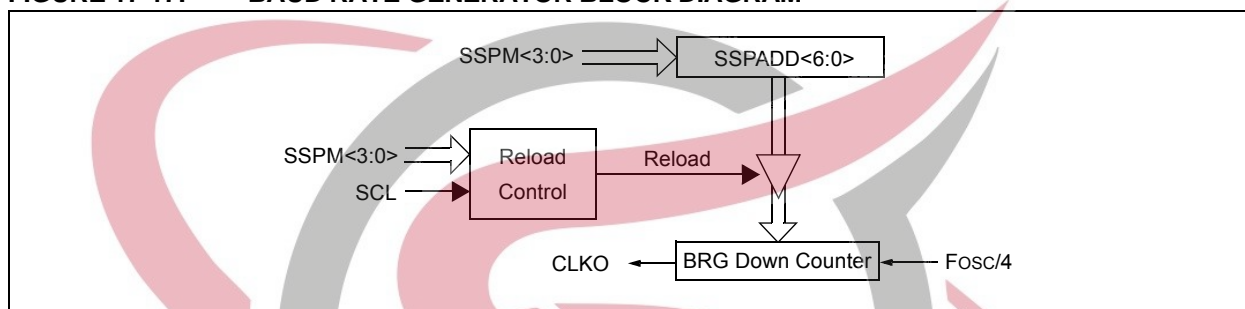 SSPM<3:0>
SSPADD<6:0>
SSPM<3:0>
SCL
Reload
Control
Reload
CLKO
BRG Down Counter
Fosc/4